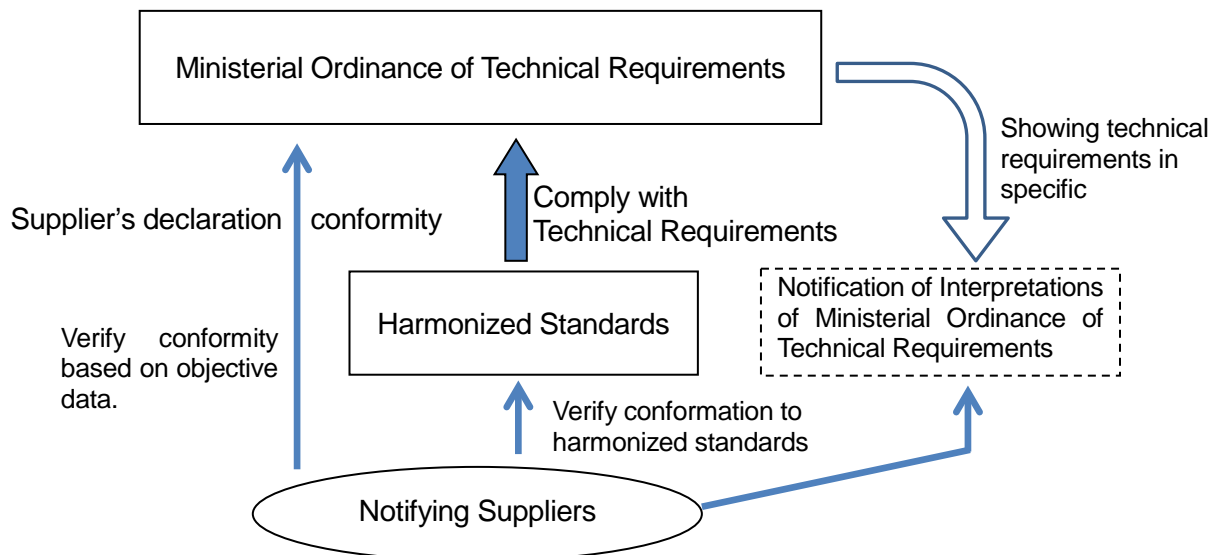 Ministerial Ordinance of Technical Requirements
Showing technical
requirements in
specific
Supplier’s declaration conformity
Comply with
Technical Requirements
Notification of Interpretations
of Ministerial Ordinance of
Technical Requirements
Harmonized Standards
Verify conformity
based on objective
data.
Verify conformation to
harmonized standards
Notifying Suppliers